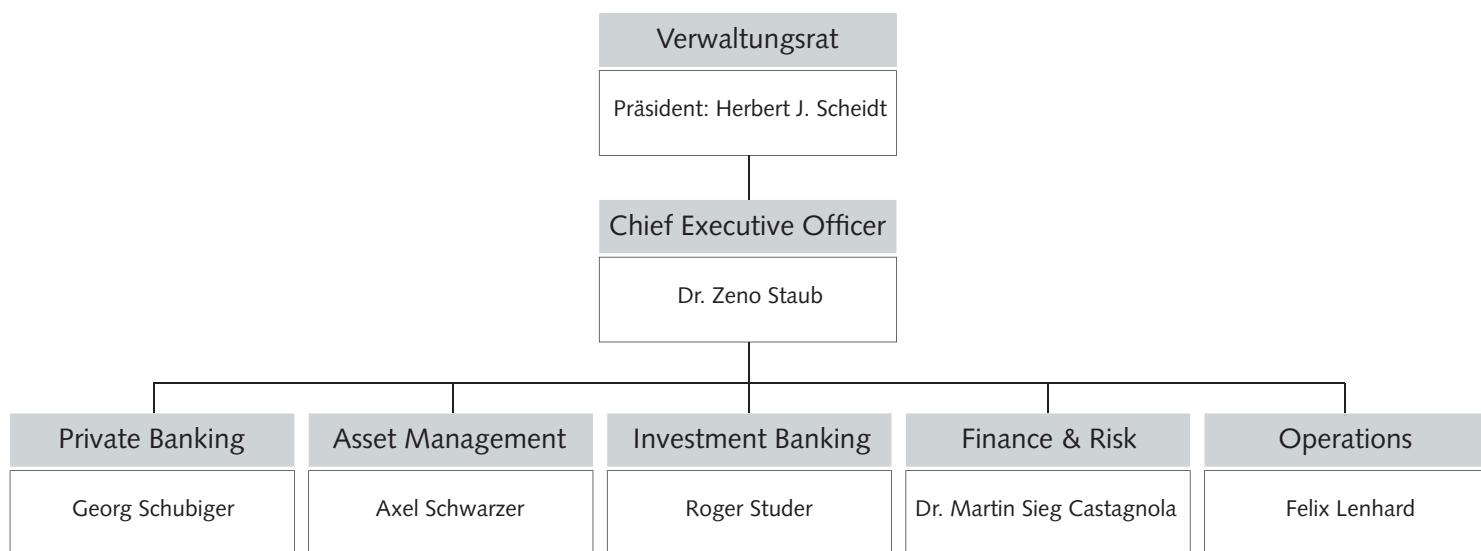 Verwaltungsrat
Präsident: Herbert J. Scheidt
Chief Executive Officer
Dr. Zeno Staub
Private Banking
Georg Schubiger
Asset Management
Axel Schwarzer
Investment Banking
Roger Studer
Finance & Risk
Dr. Martin Sieg Castagnola
Operations
Felix Lenhard